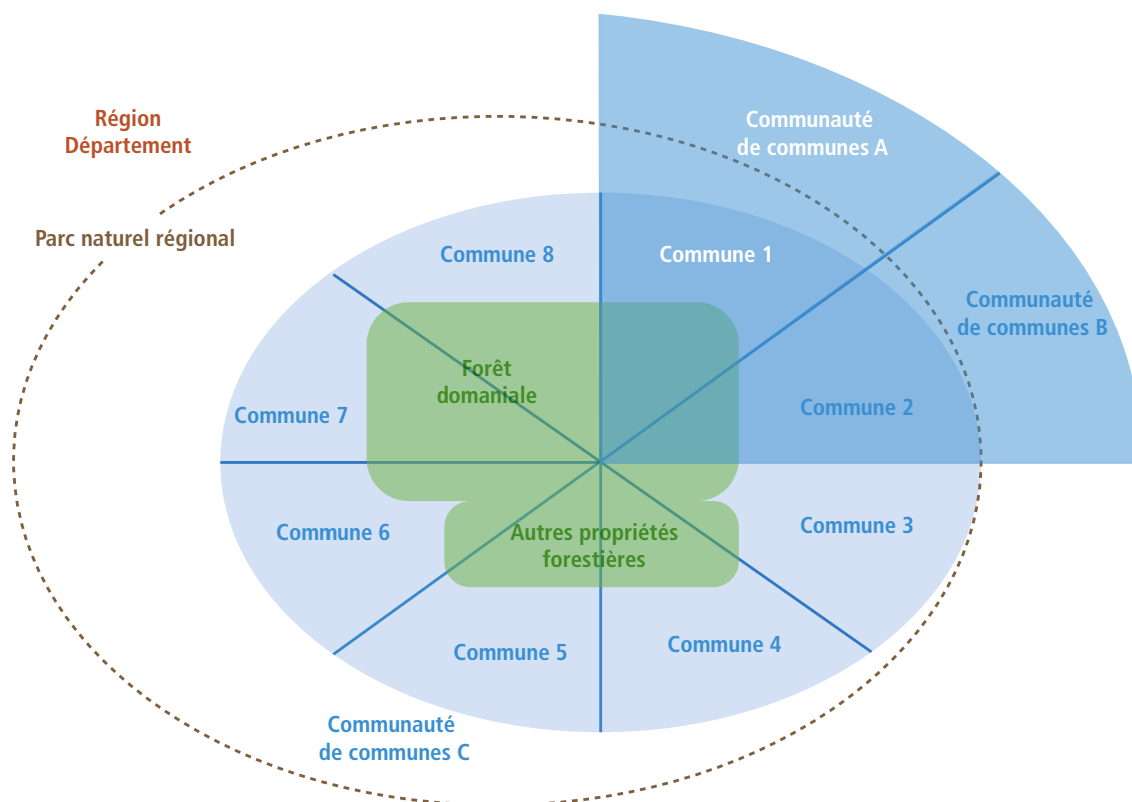 Région
Département
Communauté
de communes A
Parc naturel régional
Commune 8
Commune 1
Communauté
de communes B
Forêt
domaniale
Commune 7
Commune 2
Commune 6
Autres propriétés
forestières
Commune 3
Commune 5
Commune 4
Communauté
de communes C